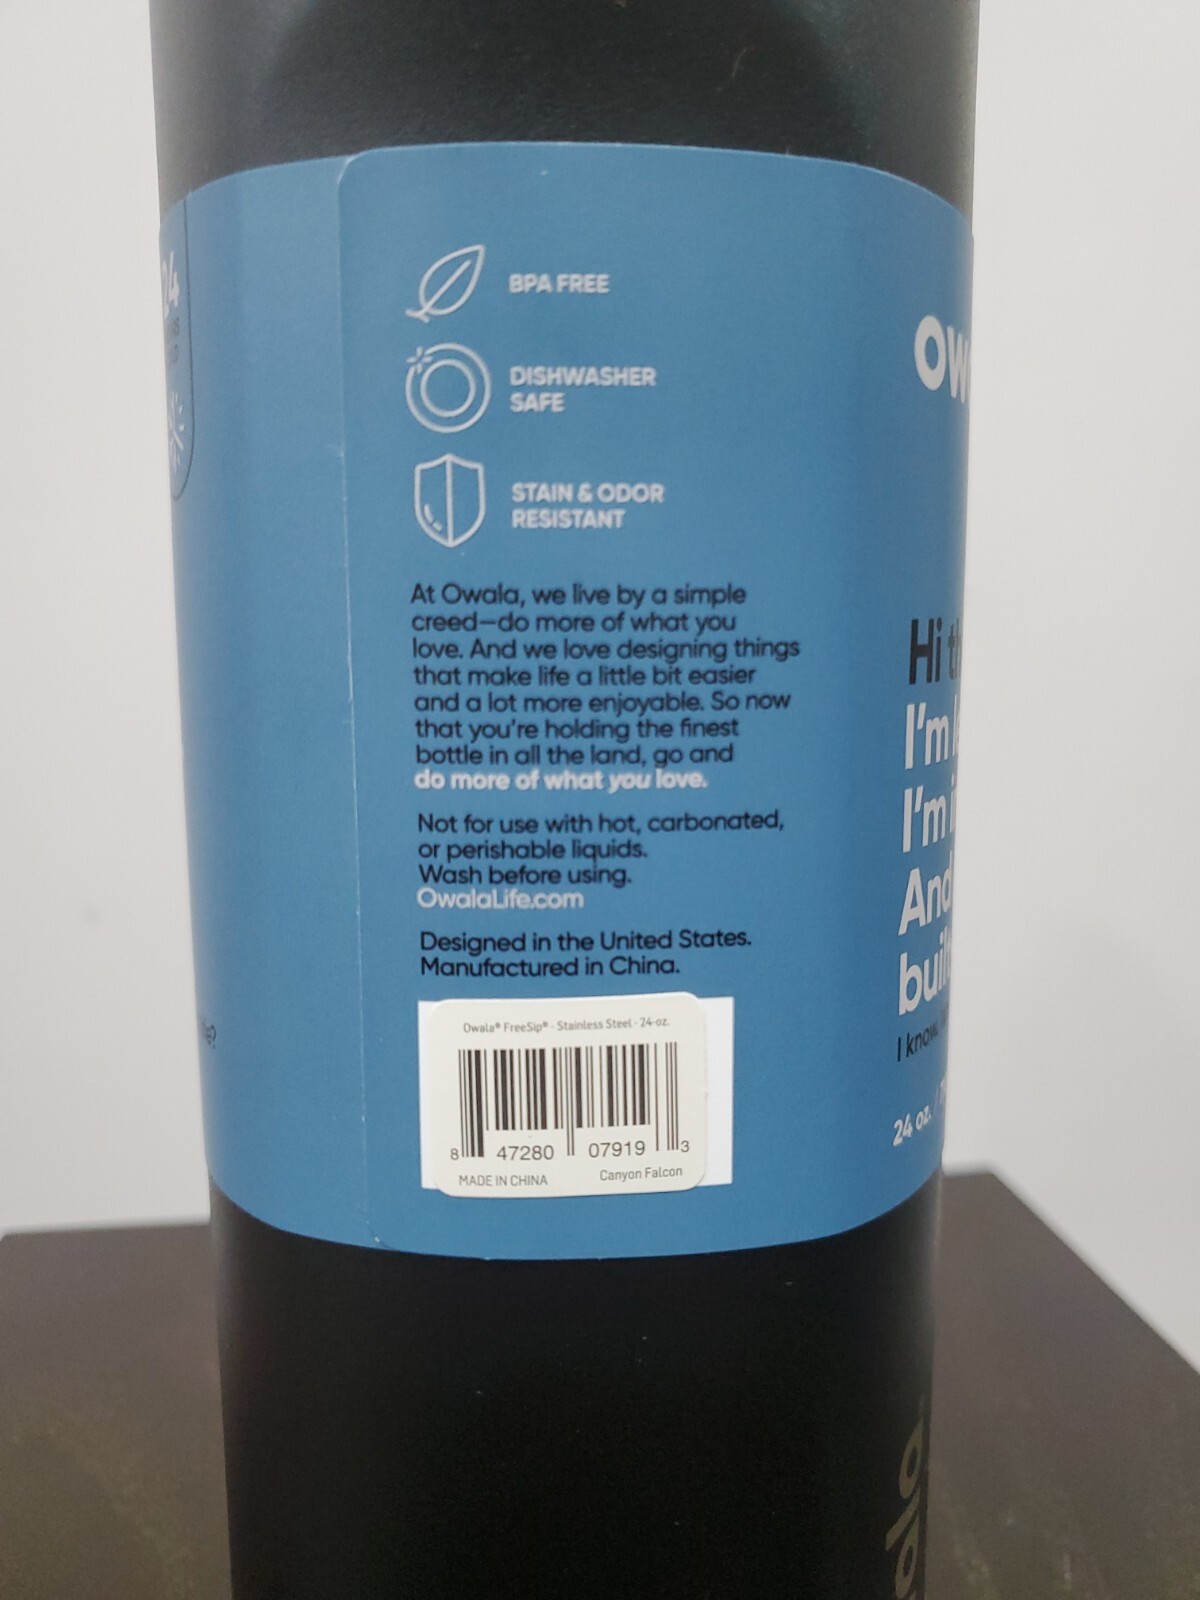 24
BPA FREE
DISHWASHER
SAFE
STAIN & ODOR
RESISTANT
At Owala, we live by a simple
creed—do more of what you
love. And we love designing things
that make life a little bit easier
and a lot more enjoyable. So now
that you're holding the finest
bottle in all the land, go and
do more of what you love.
Not for use with hot, carbonated,
or perishable liquids.
Wash before using.
OwalaLife.com
Designed in the United States.
Manufactured in China.
Owala® FreeSip® - Stainless Steel - 24-oz.
8 47280 07919 3
MADE IN CHINA Canyon Falcon
Hi
I'm
I'm
And
I know
24 oz.